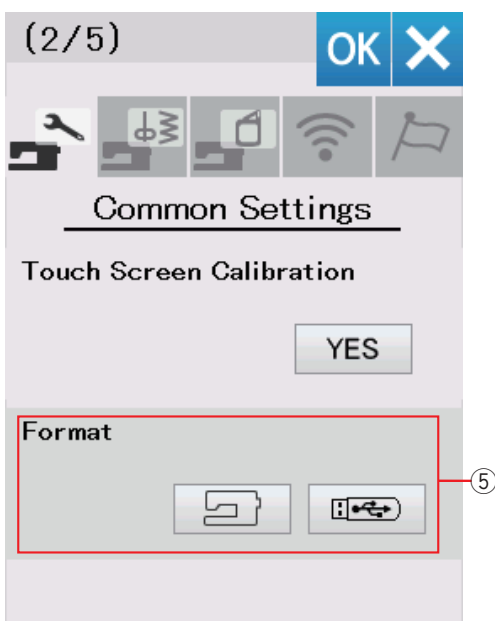 (2/5)
OK
Common Settings
Touch Screen Calibration
YES
Format
⑤